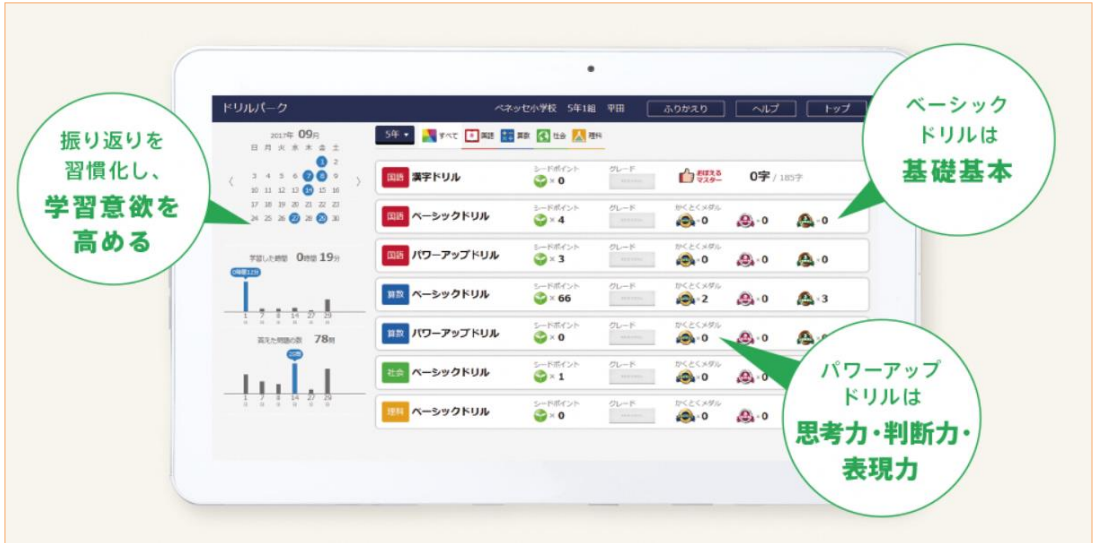 振り返りを
習慣化し、
学習意欲を
高める
ベーシック
ドリルは
基礎基本
パワーアップ
ドリルは
思考力・判断力・
表現力
ドリルパーク
ベネッセ小学校 5年1組 平田
ふりかえり ヘルプ トップ
2017年 09月
日 月 火 水 木 金 土
1 2
3 4 5 6 7 8 9
10 11 12 13 14 15 16
17 18 19 20 21 22 23
24 25 26 27 28 29 30
学習した時間 0時間 19分
0時間12分
1 7 8 14 27 29
答えた問題の数 78問
1 7 8 14 27 29
5年 すべて 国語 算数 社会 理科
国語 漢字ドリル シードポイント × 0 グレード おぼえるマスター 0字 / 185字
国語 ベーシックドリル シードポイント × 4 グレード かくとくメダル 0 0 0
国語 パワーアップドリル シードポイント × 3 グレード かくとくメダル 0 0 0
算数 ベーシックドリル シードポイント × 66 グレード かくとくメダル 2 0 3
算数 パワーアップドリル シードポイント × 0 グレード かくとくメダル 0 0
社会 ベーシックドリル シードポイント × 1 グレード かくとくメダル 0 0
理科 ベーシックドリル シードポイント × 0 グレード かくとくメダル 0 0